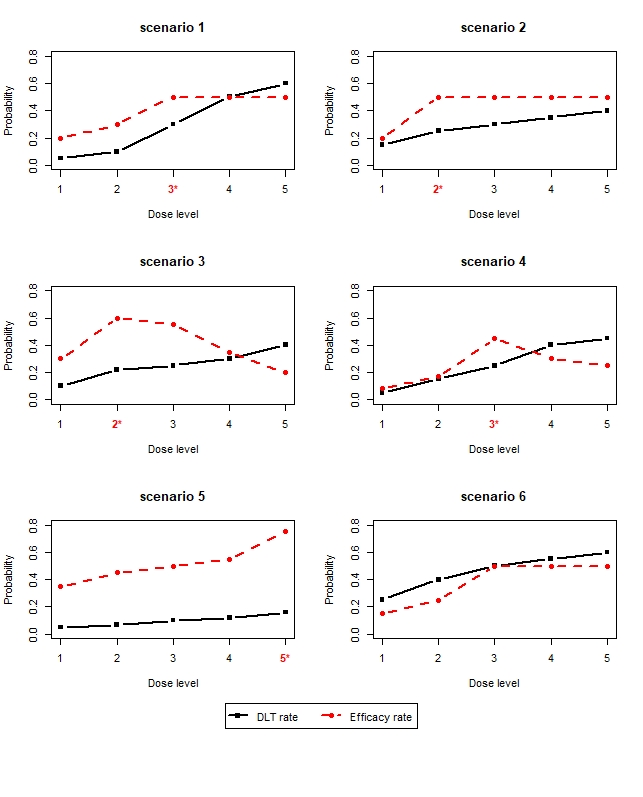 scenario 1
Probability
0.0 0.2 0.4 0.6 0.8
1 2 3* 4 5
Dose level
scenario 2
Probability
0.0 0.2 0.4 0.6 0.8
1 2* 3 4 5
Dose level
scenario 3
Probability
0.0 0.2 0.4 0.6 0.8
1 2* 3 4 5
Dose level
scenario 4
Probability
0.0 0.2 0.4 0.6 0.8
1 2 3* 4 5
Dose level
scenario 5
Probability
0.0 0.2 0.4 0.6 0.8
1 2 3 4 5*
Dose level
scenario 6
Probability
0.0 0.2 0.4 0.6 0.8
1 2 3 4 5
Dose level
DLT rate Efficacy rate